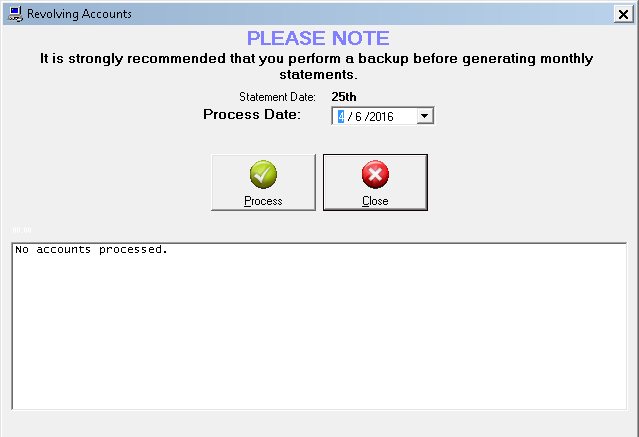 Revolving Accounts
PLEASE NOTE
It is strongly recommended that you perform a backup before generating monthly
statements.
Statement Date: 25th
Process Date: 4 / 6 /2016
Process Close
No accounts processed.